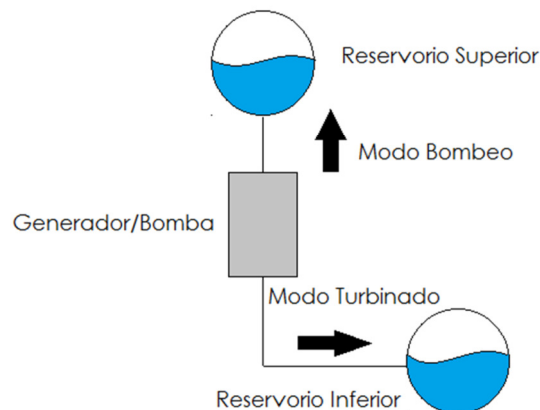 Reservorio Superior
Modo Bombeo
Generador/Bomba
Modo Turbinado
Reservorio Inferior